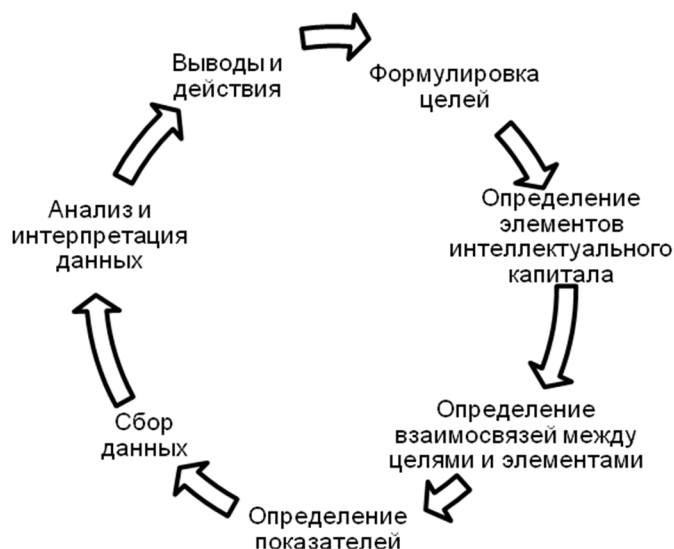 Выводы и
действия
Формулировка
целей
Определение
элементов
интеллектуального
капитала
Определение
взаимосвязей между
целями и элементами
Определение
показателей
Сбор
данных
Анализ и
интерпретация
данных